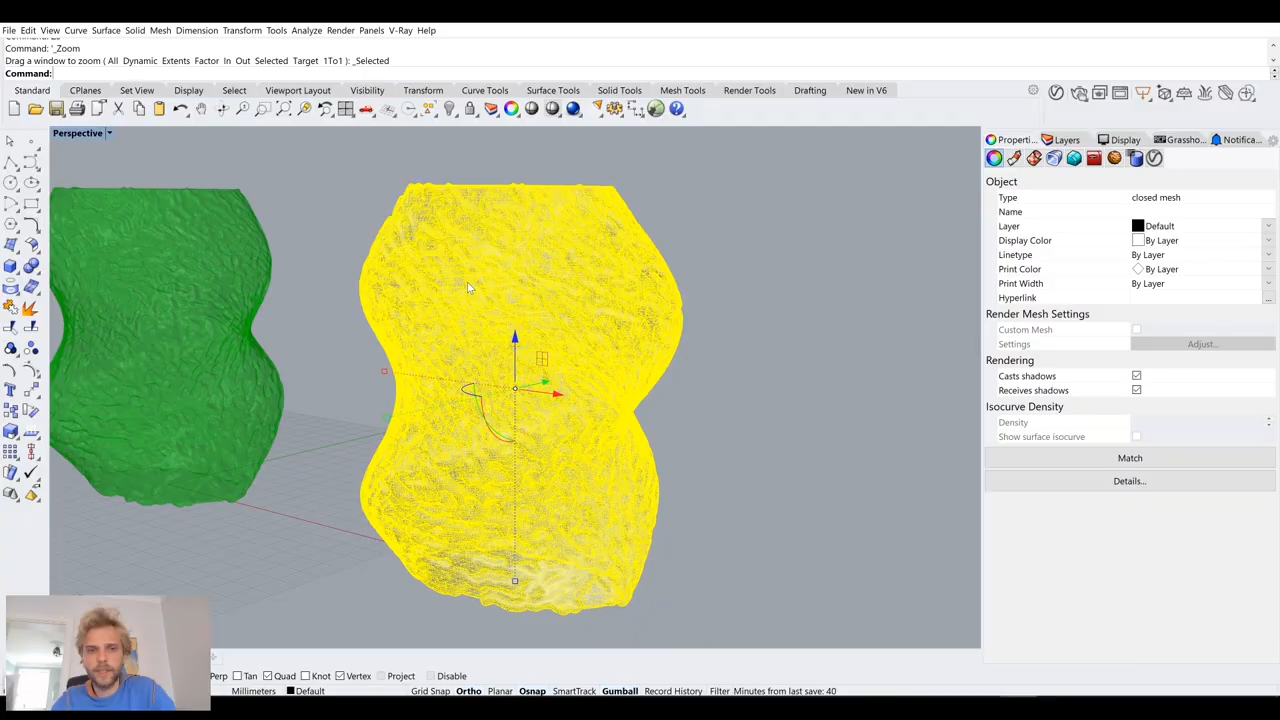 File Edit View Curve Surface Solid Mesh Dimension Transform Tools Analyze Render Panels V-Ray Help
Command: '_Zoom
Drag a window to zoom ( All Dynamic Extents Factor In Out Selected Target 1To1 ): _Selected
Command:
Standard CPlanes Set View Display Select Viewport Layout Visibility Transform Curve Tools Surface Tools Solid Tools Mesh Tools Render Tools Drafting New in V6
Perspective
Properti... Layers Display Grassho... Notifica...
Object
Type closed mesh
Name
Layer Default
Display Color By Layer
Linetype By Layer
Print Color By Layer
Print Width By Layer
Hyperlink ...
Render Mesh Settings
Custom Mesh
Settings Adjust...
Rendering
Casts shadows
Receives shadows
Isocurve Density
Density
Show surface isocurve
Match
Details...
Perp Tan Quad Knot Vertex Project Disable
Millimeters Default Grid Snap Ortho Planar Osnap SmartTrack Gumball Record History Filter Minutes from last save: 40